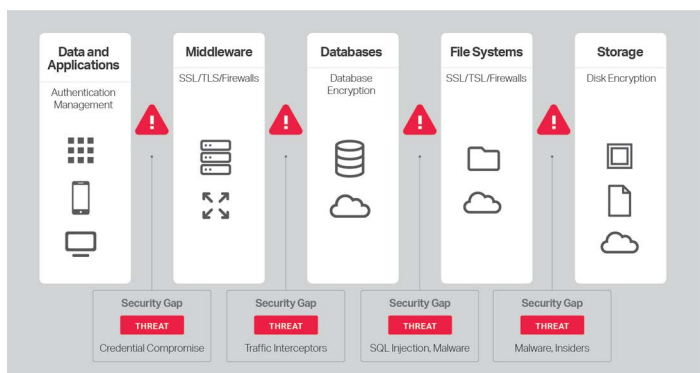 Data and
Applications
Authentication
Management
Middleware
SSL/TLS/Firewalls
Databases
Database
Encryption
File Systems
SSL/TSL/Firewalls
Storage
Disk Encryption
Security Gap
THREAT
Credential Compromise
Security Gap
THREAT
Traffic Interceptors
Security Gap
THREAT
SQL Injection, Malware
Security Gap
THREAT
Malware, Insiders